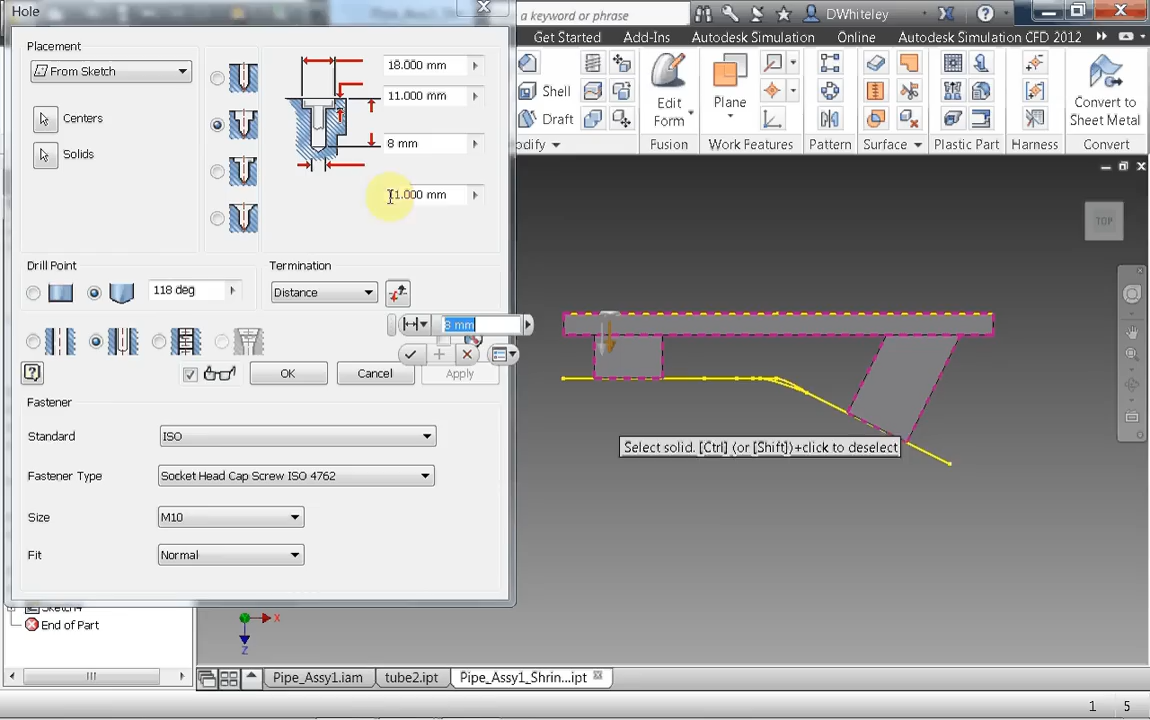 Hole
a keyword or phrase
DWhiteley
Get Started
Add-Ins
Autodesk Simulation
Online
Autodesk Simulation CFD 2012
Placement
From Sketch
Centers
Solids
18.000 mm
11.000 mm
8 mm
11.000 mm
Shell
Draft
Edit
Form
Plane
Convert to
Sheet Metal
odify
Fusion
Work Features
Pattern
Surface
Plastic Part
Harness
Convert
TOP
Drill Point
118 deg
Termination
Distance
8 mm
OK
Cancel
Apply
Fastener
Standard
ISO
Fastener Type
Socket Head Cap Screw ISO 4762
Size
M10
Fit
Normal
Select solid. [Ctrl] (or [Shift])+click to deselect
Sketch4
End of Part
X
Z
Pipe_Assy1.iam
tube2.ipt
Pipe_Assy1_Shrin...ipt
1
5